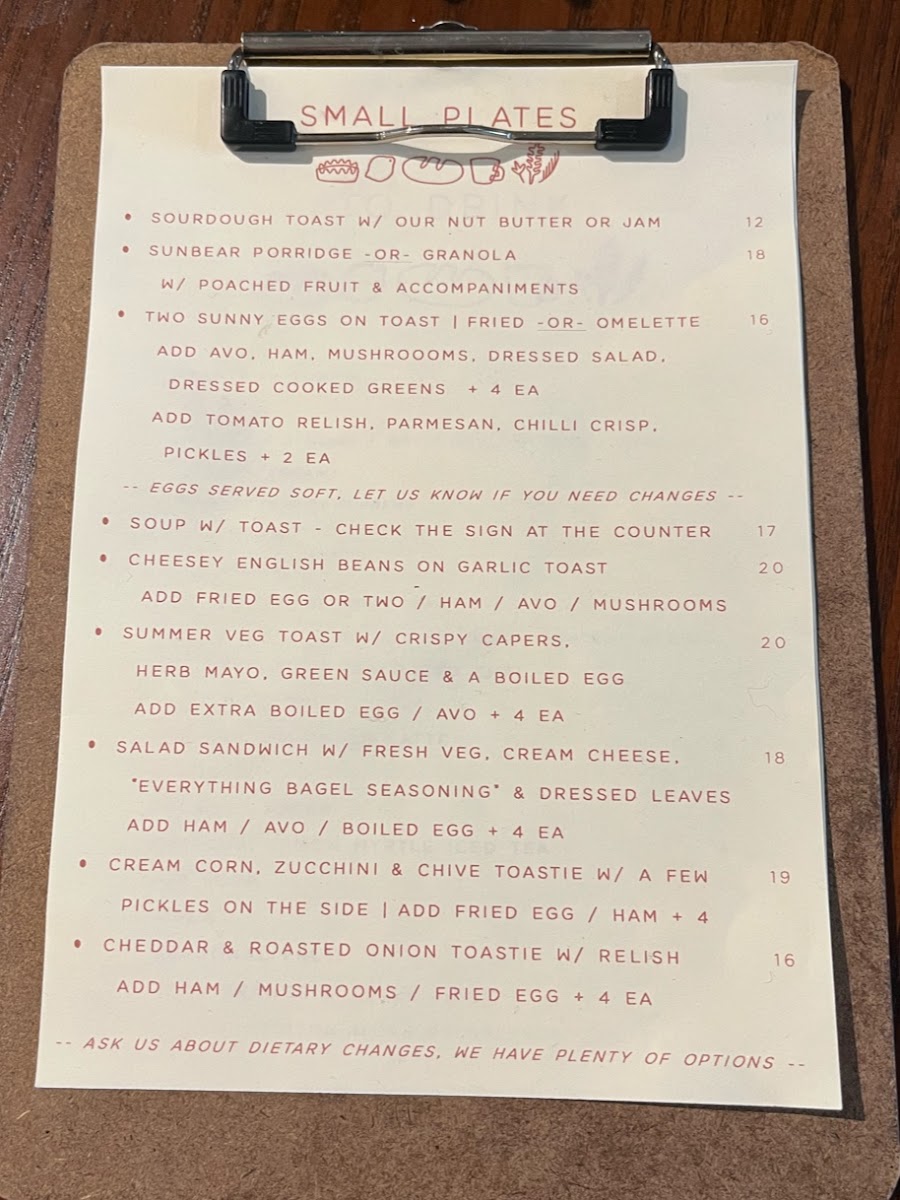 SMALL PLATES
• SOURDOUGH TOAST W/ OUR NUT BUTTER OR JAM 12
• SUNBEAR PORRIDGE -OR- GRANOLA 18
W/ POACHED FRUIT & ACCOMPANIMENTS
• TWO SUNNY EGGS ON TOAST | FRIED -OR- OMELETTE 16
ADD AVO, HAM, MUSHROOOMS, DRESSED SALAD,
DRESSED COOKED GREENS + 4 EA
ADD TOMATO RELISH, PARMESAN, CHILLI CRISP,
PICKLES + 2 EA
-- EGGS SERVED SOFT, LET US KNOW IF YOU NEED CHANGES --
• SOUP W/ TOAST - CHECK THE SIGN AT THE COUNTER 17
• CHEESEY ENGLISH BEANS ON GARLIC TOAST 20
ADD FRIED EGG OR TWO / HAM / AVO / MUSHROOMS
• SUMMER VEG TOAST W/ CRISPY CAPERS, 20
HERB MAYO, GREEN SAUCE & A BOILED EGG
ADD EXTRA BOILED EGG / AVO + 4 EA
• SALAD SANDWICH W/ FRESH VEG, CREAM CHEESE, 18
"EVERYTHING BAGEL SEASONING" & DRESSED LEAVES
ADD HAM / AVO / BOILED EGG + 4 EA
• CREAM CORN, ZUCCHINI & CHIVE TOASTIE W/ A FEW 19
PICKLES ON THE SIDE | ADD FRIED EGG / HAM + 4
• CHEDDAR & ROASTED ONION TOASTIE W/ RELISH 16
ADD HAM / MUSHROOMS / FRIED EGG + 4 EA
-- ASK US ABOUT DIETARY CHANGES, WE HAVE PLENTY OF OPTIONS --